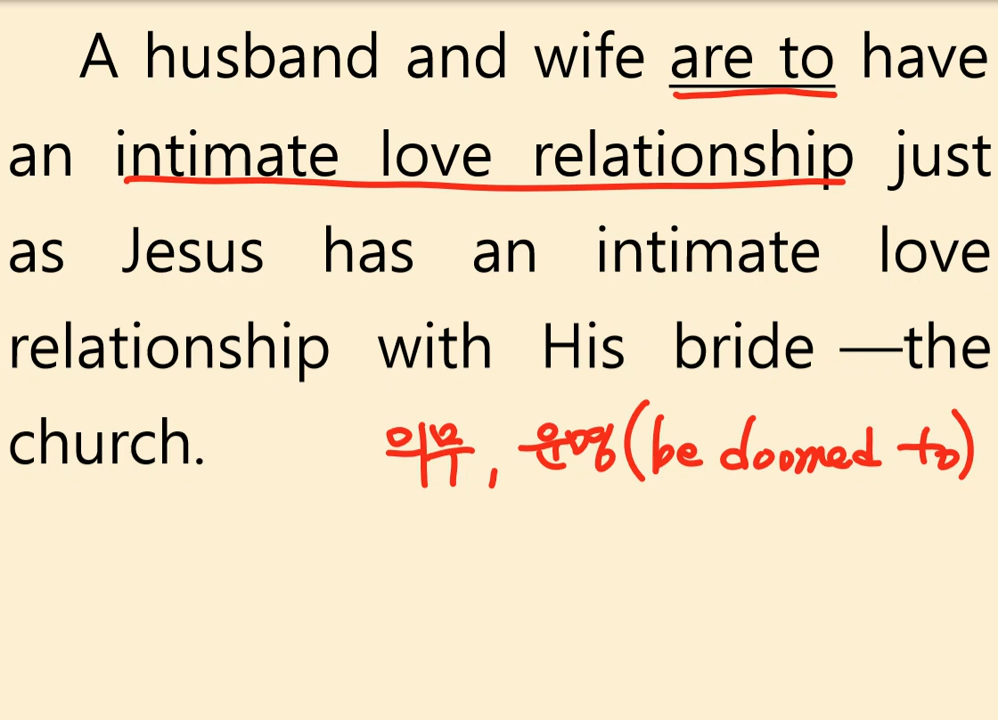 A husband and wife are to have
an intimate love relationship just
as Jesus has an intimate love
relationship with His bride —the
church. 의무, 운명(be doomed to)